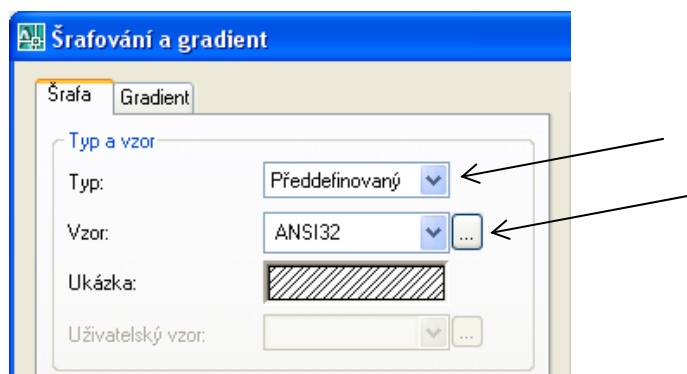 Šrafování a gradient
Šrafa Gradient
Typ a vzor
Typ: Předdefinovaný
Vzor: ANSI32 ...
Ukázka:
Uživatelský vzor: ...